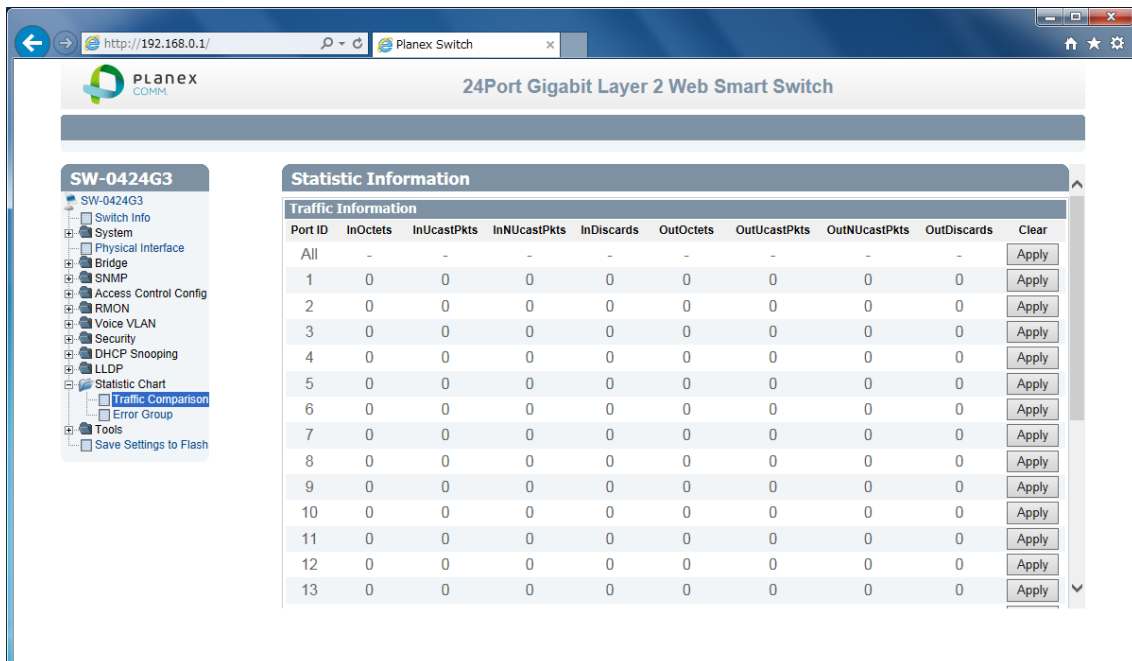 http://192.168.0.1/
Planex Switch
PLANEX
COMM.
24Port Gigabit Layer 2 Web Smart Switch
SW-0424G3
SW-0424G3
Switch Info
System
Physical Interface
Bridge
SNMP
Access Control Config
RMON
Voice VLAN
Security
DHCP Snooping
LLDP
Statistic Chart
Traffic Comparison
Error Group
Tools
Save Settings to Flash
Statistic Information
Traffic Information
Port ID InOctets InUcastPkts InNUcastPkts InDiscards OutOctets OutUcastPkts OutNUcastPkts OutDiscards Clear
All - - - - - - - - Apply
1 0 0 0 0 0 0 0 0 Apply
2 0 0 0 0 0 0 0 0 Apply
3 0 0 0 0 0 0 0 0 Apply
4 0 0 0 0 0 0 0 0 Apply
5 0 0 0 0 0 0 0 0 Apply
6 0 0 0 0 0 0 0 0 Apply
7 0 0 0 0 0 0 0 0 Apply
8 0 0 0 0 0 0 0 0 Apply
9 0 0 0 0 0 0 0 0 Apply
10 0 0 0 0 0 0 0 0 Apply
11 0 0 0 0 0 0 0 0 Apply
12 0 0 0 0 0 0 0 0 Apply
13 0 0 0 0 0 0 0 0 Apply